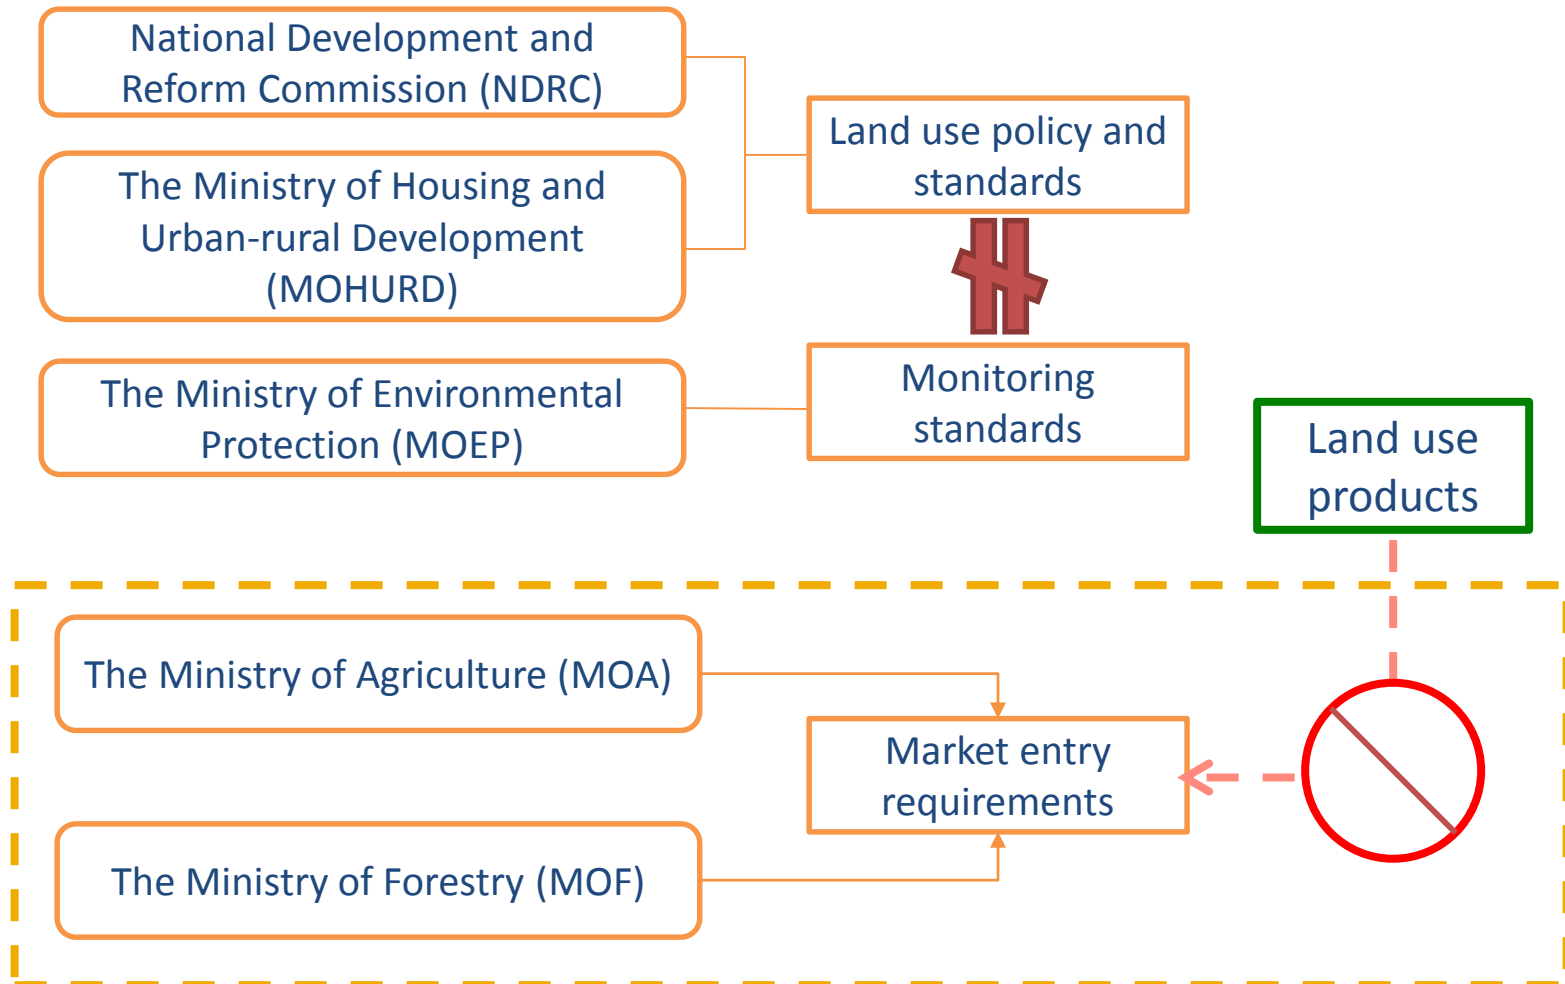 National Development and
Reform Commission (NDRC)
The Ministry of Housing and
Urban-rural Development
(MOHURD)
The Ministry of Environmental
Protection (MOEP)
Land use policy and
standards
Monitoring
standards
Land use
products
The Ministry of Agriculture (MOA)
The Ministry of Forestry (MOF)
Market entry
requirements